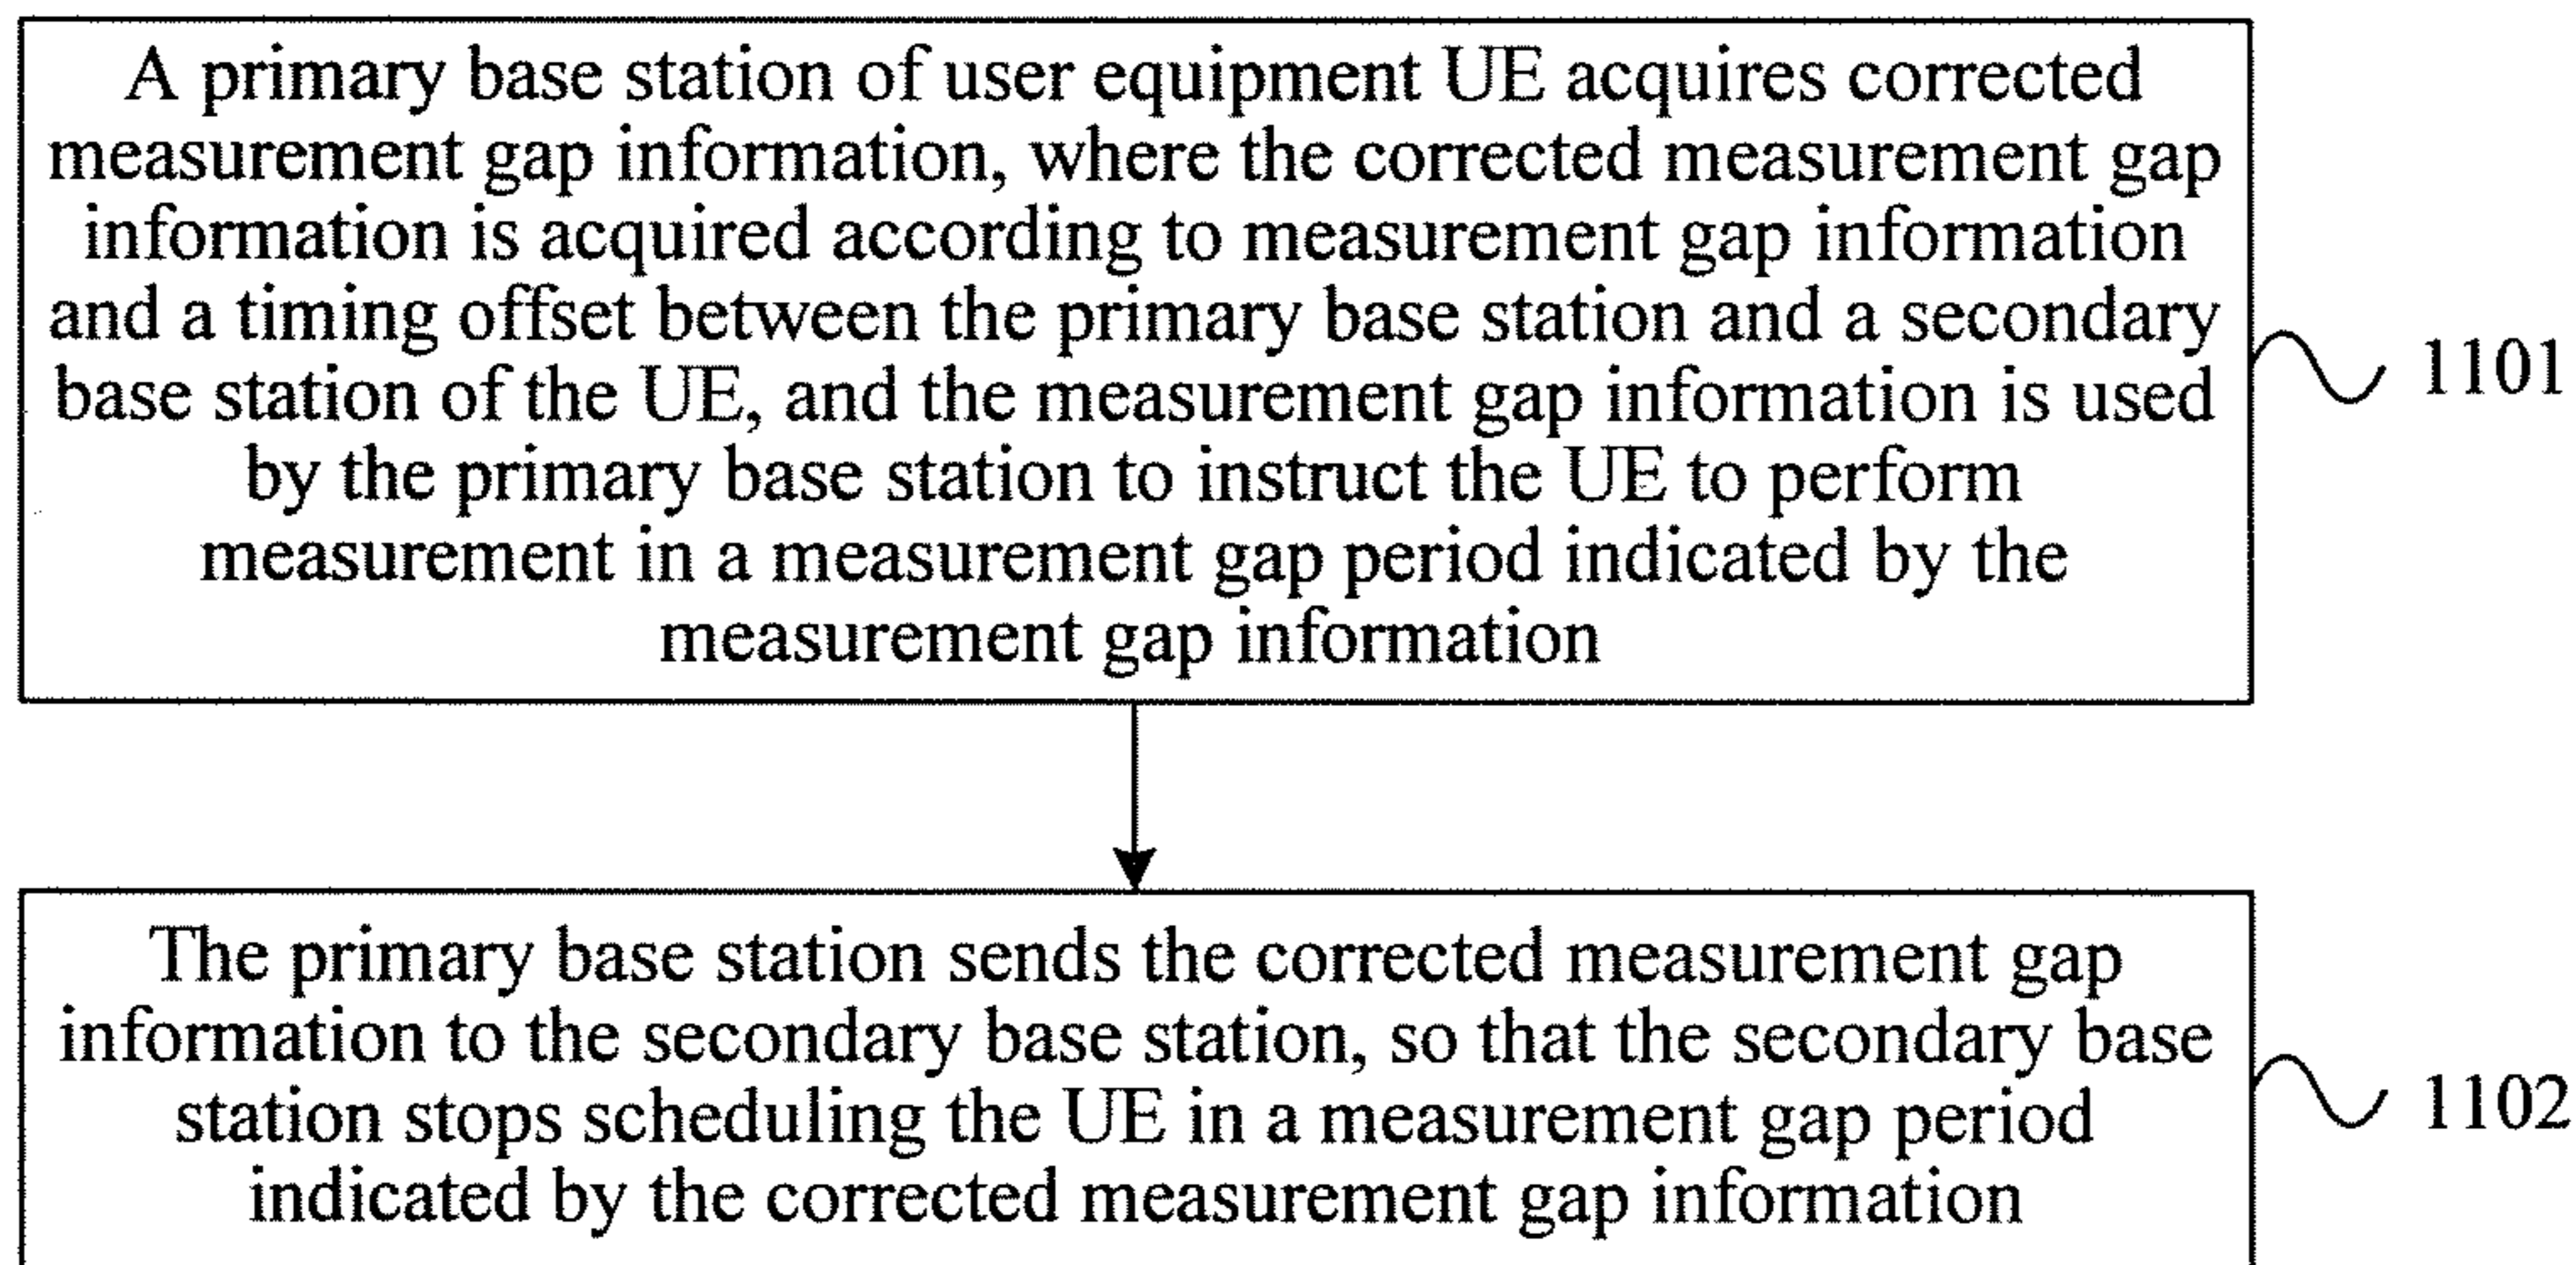 A primary base station of user equipment UE acquires corrected
measurement gap information, where the corrected measurement gap
information is acquired according to measurement gap information
and a timing offset between the primary base station and a secondary
base station of the UE, and the measurement gap information is used
by the primary base station to instruct the UE to perform
measurement in a measurement gap period indicated by the
measurement gap information
1101
The primary base station sends the corrected measurement gap
information to the secondary base station, so that the secondary base
station stops scheduling the UE in a measurement gap period
indicated by the corrected measurement gap information
1102